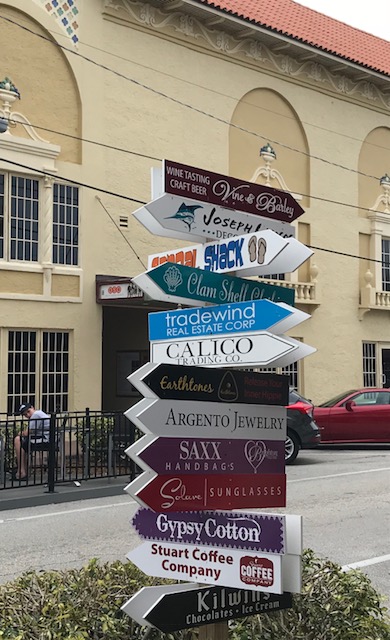 WINE TASTING
CRAFT BEER
Vine & Barley
JOSEPH
SHACK
Clam Shell
tradewind
REAL ESTATE CORP
CALICO
TRADING CO.
Earthtones
ARGENTO JEWELRY
SAXX
HANDBAGS
Brighton
Solare | SUNGLASSES
GYPSY COTTON
Stuart Coffee
Company
COFFEE
Kilwins
Chocolates • Ice Cream